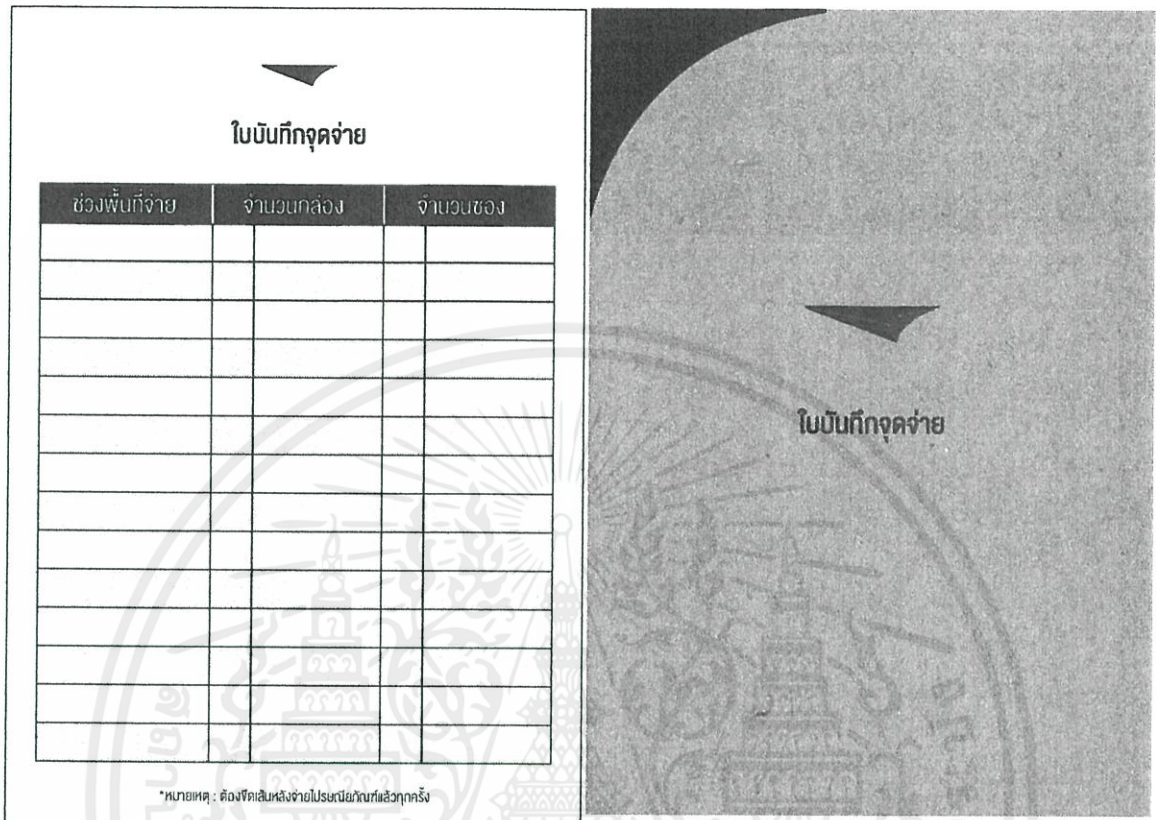 ใบบันทึกจุดจ่าย
ช่วงพื้นที่จ่าย จำนวนกล่อง จำนวนซอง
*หมายเหตุ : ต้องขีดเส้นหลังจ่ายไปรษณียภัณฑ์แล้วทุกครั้ง
ใบบันทึกจุดจ่าย